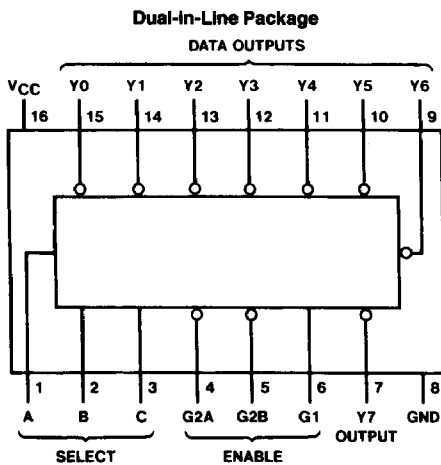 Dual-in-Line Package
DATA OUTPUTS
VCC Y0 Y1 Y2 Y3 Y4 Y5 Y6
16 15 14 13 12 11 10 9
1 2 3 4 5 6 7 8
A B C G2A G2B G1 Y7 GND
OUTPUT
SELECT ENABLE